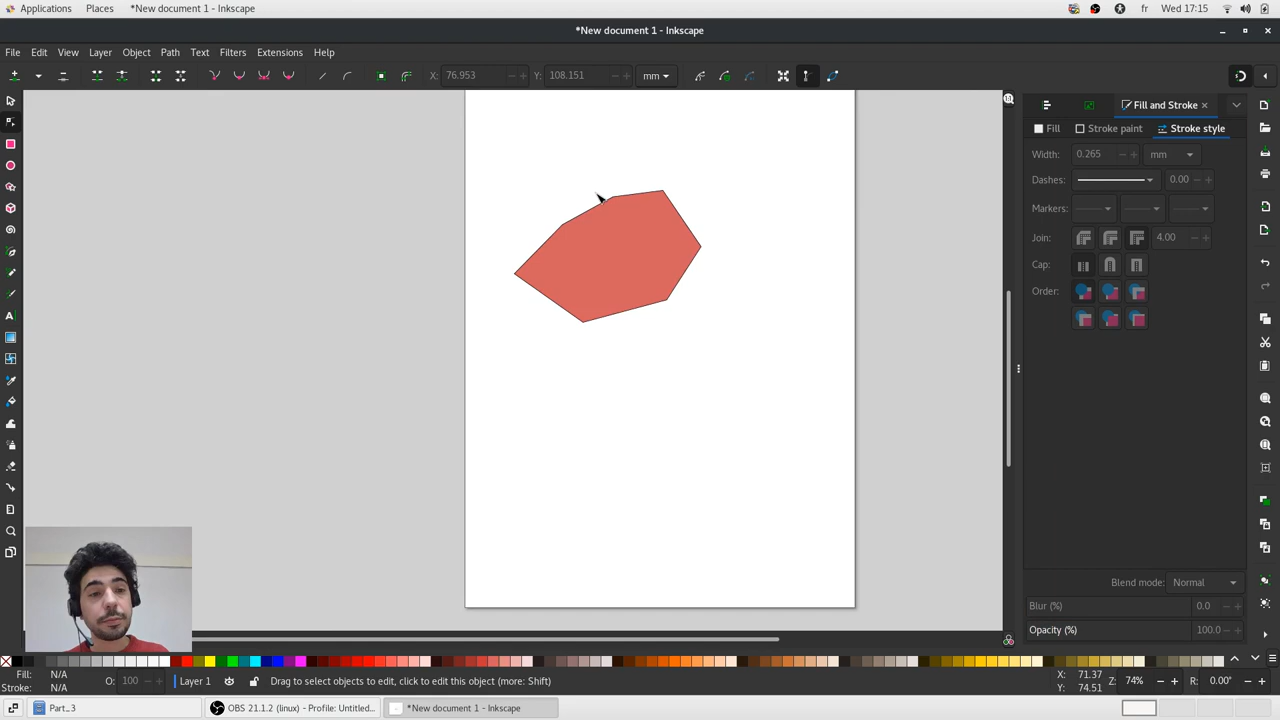 Applications Places *New document 1 - Inkscape fr Wed 17:15
*New document 1 - Inkscape
File Edit View Layer Object Path Text Filters Extensions Help
X: 76.953 Y: 108.151 mm
Fill and Stroke
Fill Stroke paint Stroke style
Width: 0.265 mm
Dashes: 0.00
Markers:
Join: 4.00
Cap:
Order:
Blend mode: Normal
Blur (%) 0.0
Opacity (%) 100.0
Fill: N/A
Stroke: N/A
O: 100 Layer 1 Drag to select objects to edit, click to edit this object (more: Shift)
X: 71.37
Y: 74.51
Z: 74% R: 0.00°
Part_3 OBS 21.1.2 (linux) - Profile: Untitled... *New document 1 - Inkscape